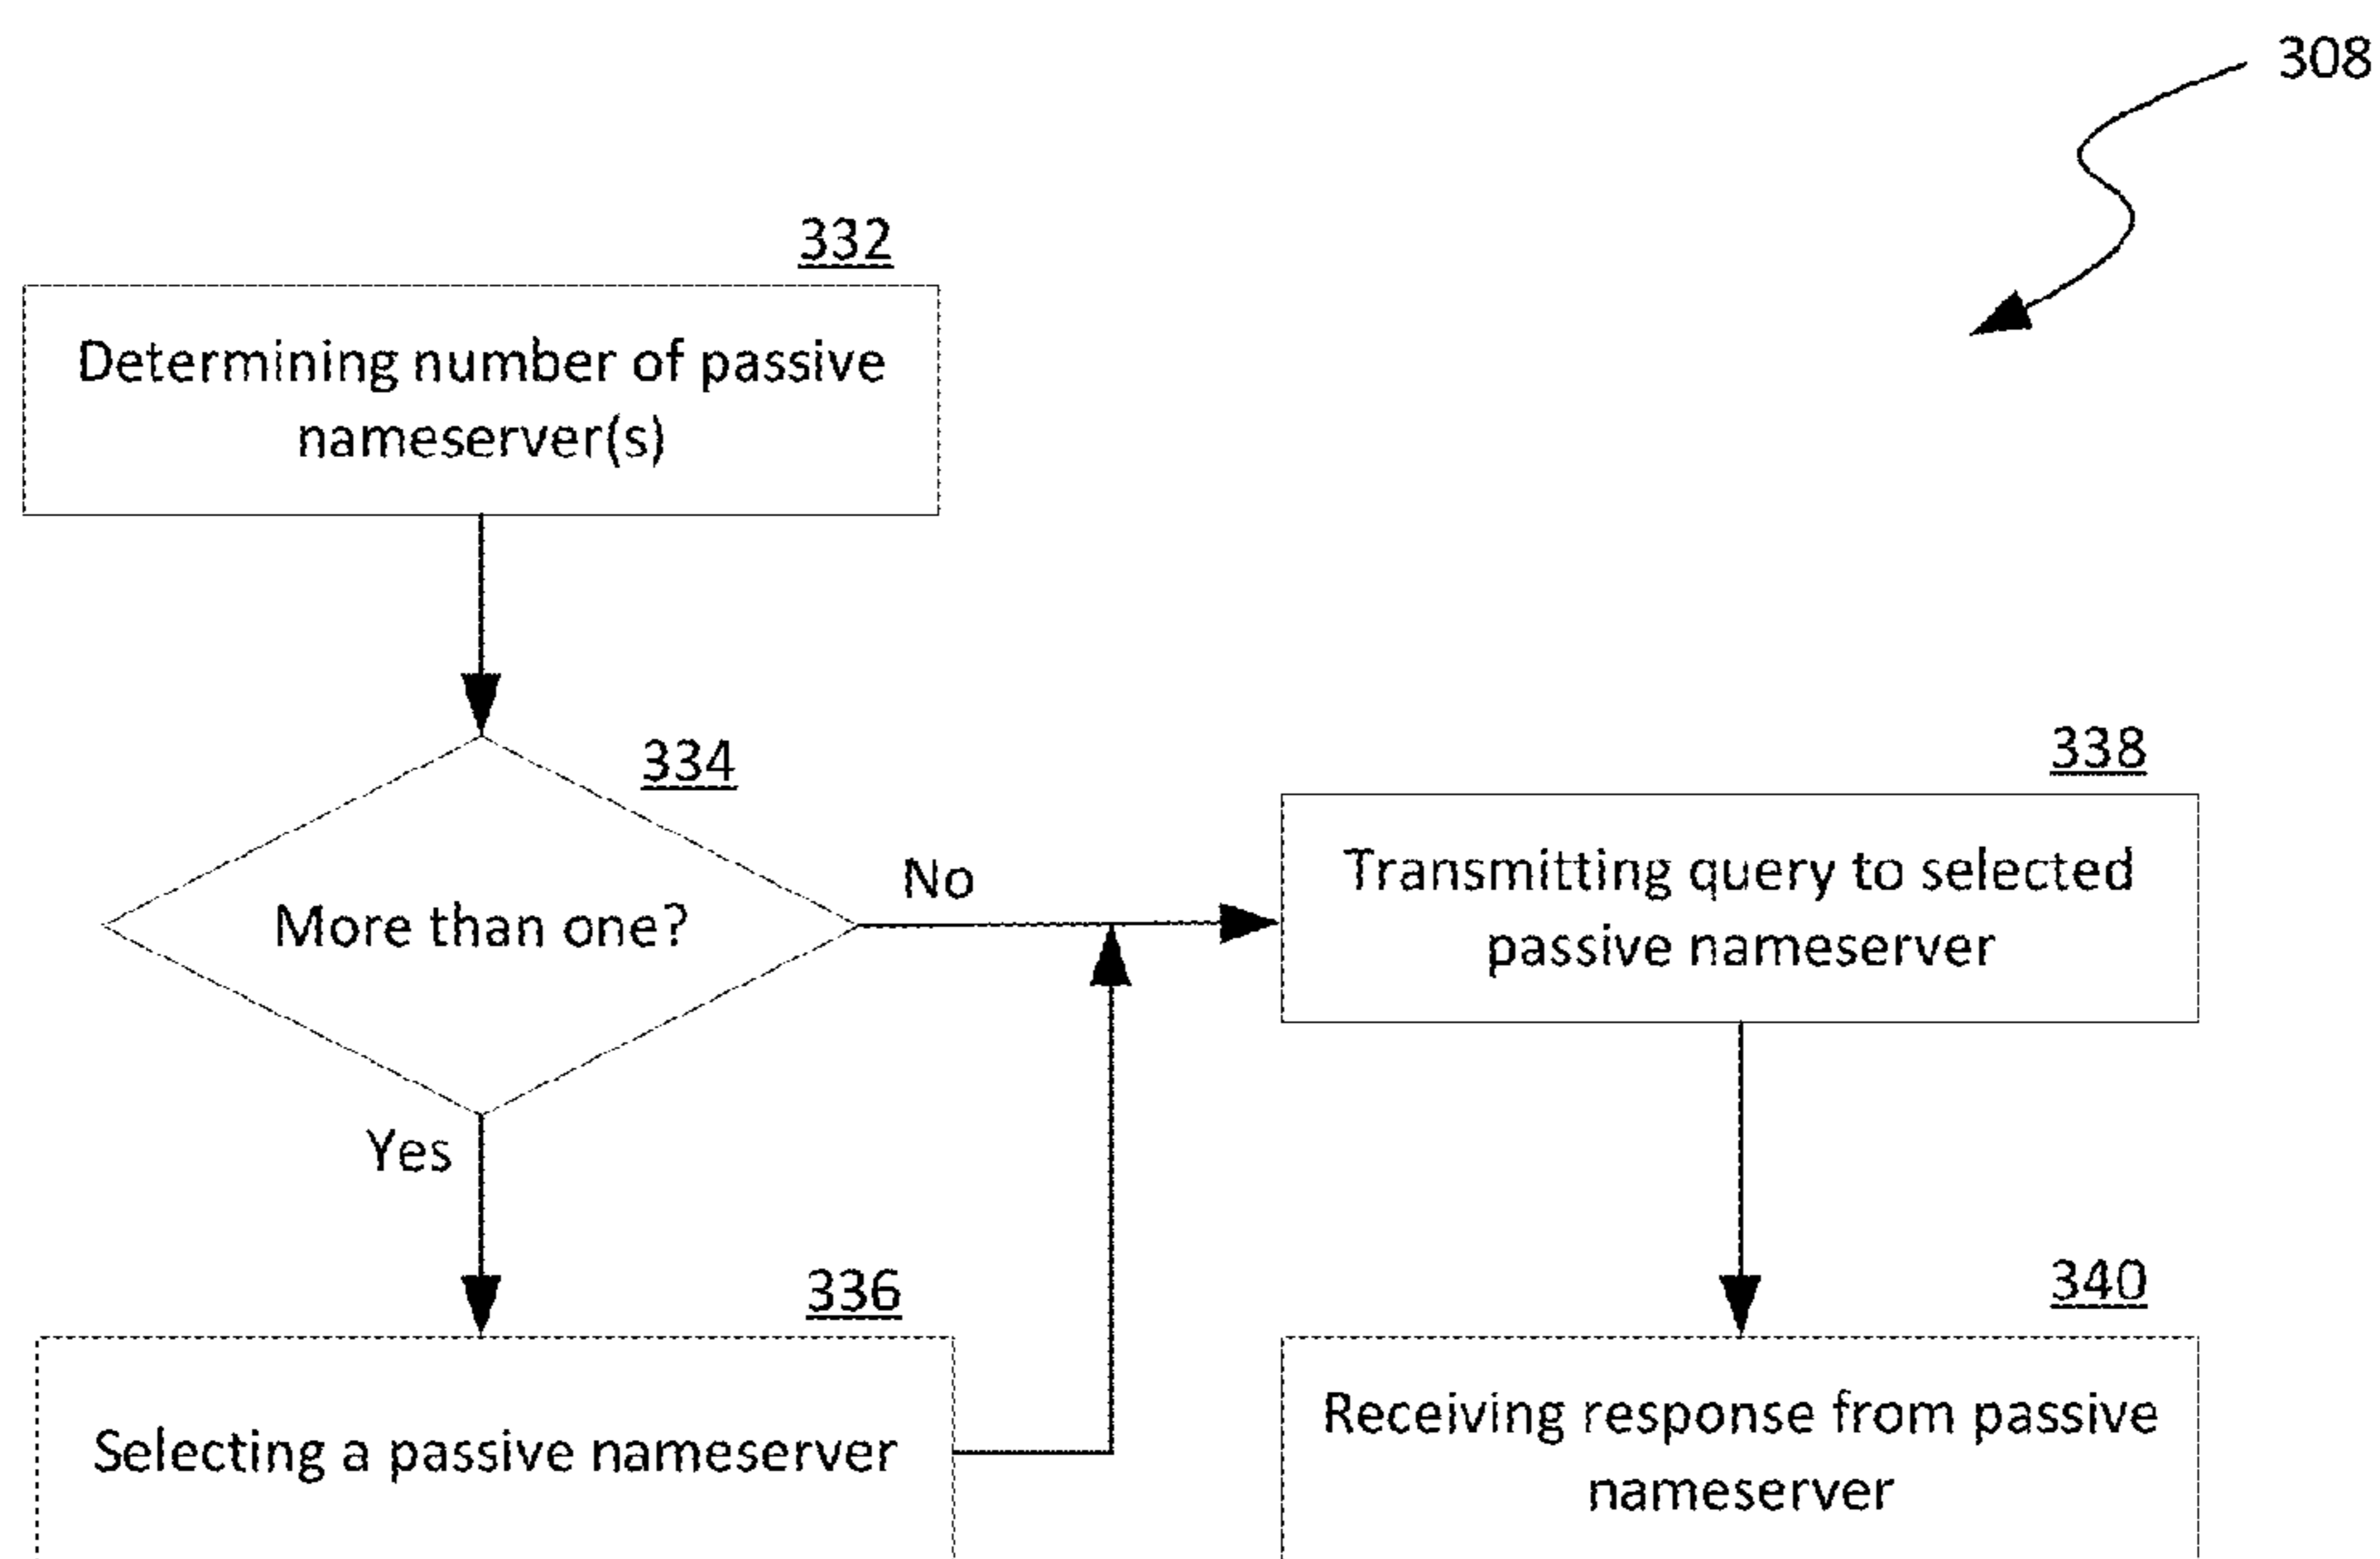 308
332
Determining number of passive
nameserver(s)
334
More than one?
No
Yes
336
Selecting a passive nameserver
338
Transmitting query to selected
passive nameserver
340
Receiving response from passive
nameserver